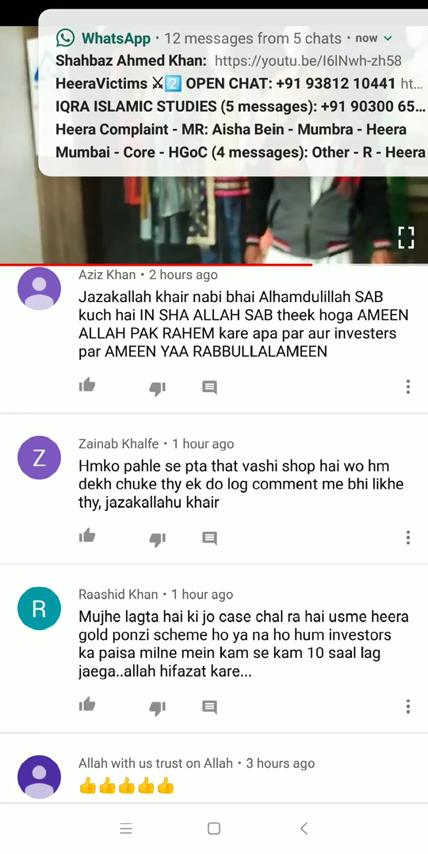 WhatsApp • 12 messages from 5 chats • now
Shahbaz Ahmed Khan: https://youtu.be/I6lNwh-zh58
HeeraVictims ⚔2️⃣ OPEN CHAT: +91 93812 10441 ht...
IQRA ISLAMIC STUDIES (5 messages): +91 90300 65...
Heera Complaint - MR: Aisha Bein - Mumbra - Heera
Mumbai - Core - HGoC (4 messages): Other - R - Heera
Aziz Khan • 2 hours ago
Jazakallah khair nabi bhai Alhamdulillah SAB
kuch hai IN SHA ALLAH SAB theek hoga AMEEN
ALLAH PAK RAHEM kare apa par aur investers
par AMEEN YAA RABBULLALAMEEN
Z
Zainab Khalfe • 1 hour ago
Hmko pahle se pta that vashi shop hai wo hm
dekh chuke thy ek do log comment me bhi likhe
thy, jazakallahu khair
R
Raashid Khan • 1 hour ago
Mujhe lagta hai ki jo case chal ra hai usme heera
gold ponzi scheme ho ya na ho hum investors
ka paisa milne mein kam se kam 10 saal lag
jaega..allah hifazat kare...
Allah with us trust on Allah • 3 hours ago
👍👍👍👍👍